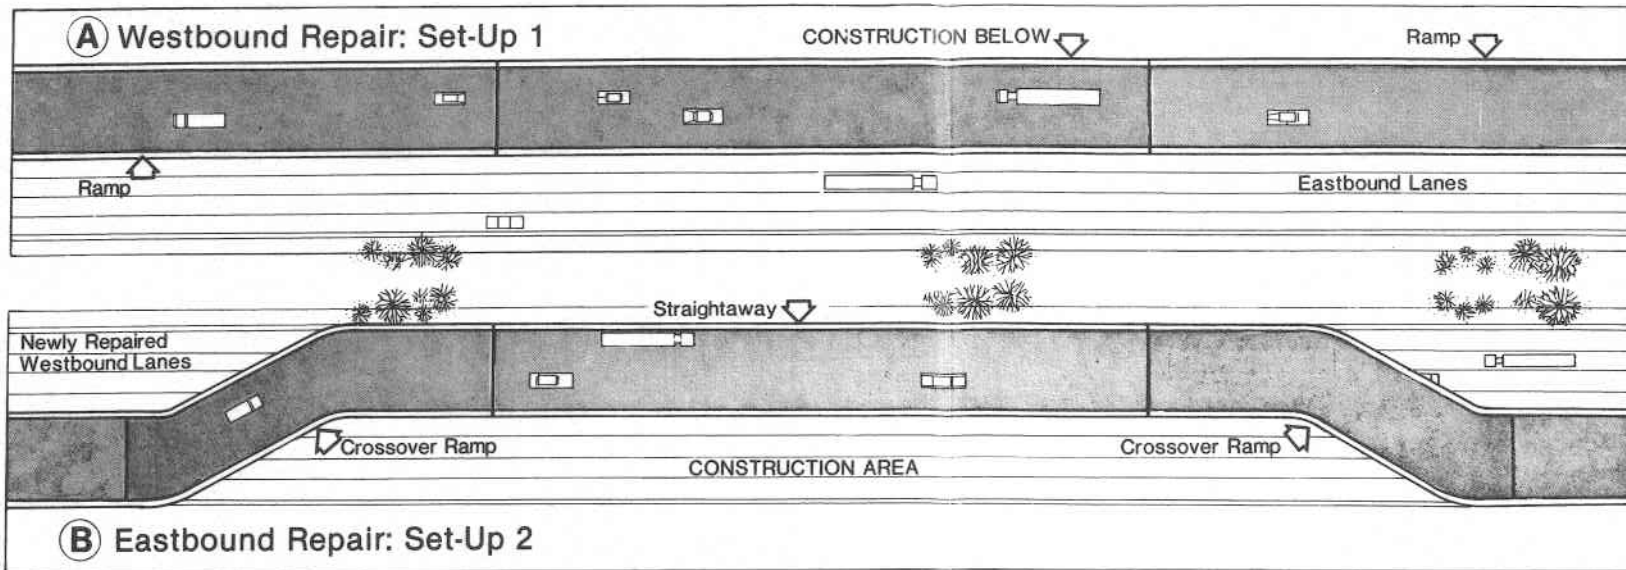 A Westbound Repair: Set-Up 1
CONSTRUCTION BELOW
Ramp
Ramp
Eastbound Lanes
Straightaway
Newly Repaired
Westbound Lanes
Crossover Ramp
Crossover Ramp
CONSTRUCTION AREA
B Eastbound Repair: Set-Up 2